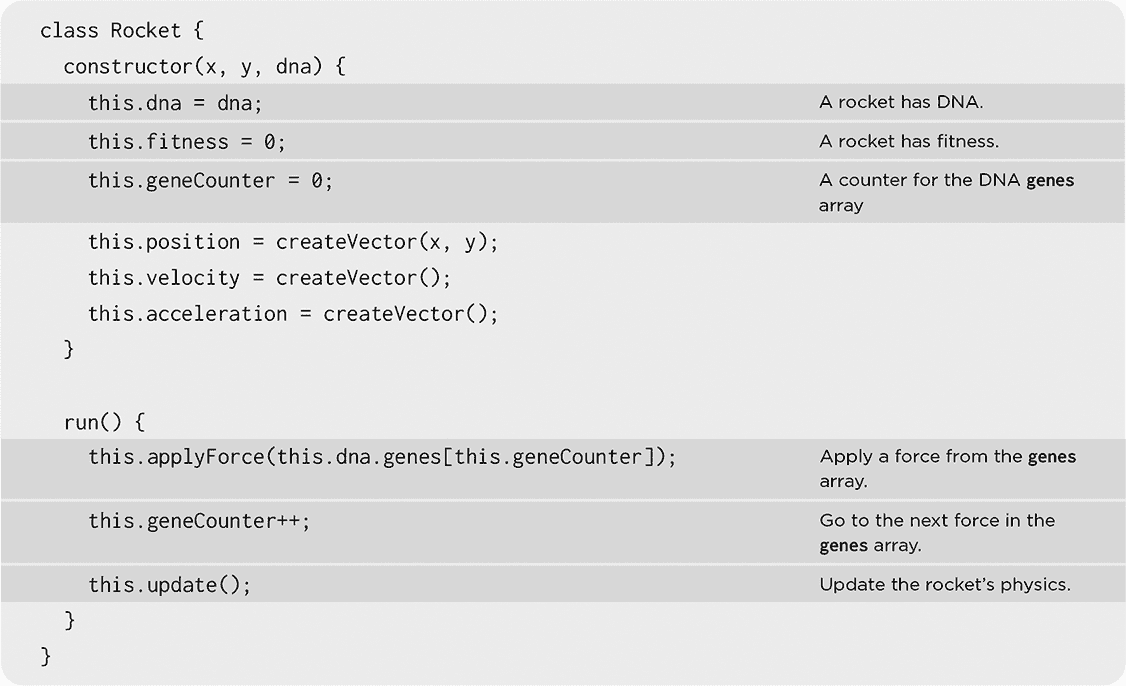 class Rocket {
constructor(x, y, dna) {
this.dna = dna;
A rocket has DNA.
this.fitness = 0;
A rocket has fitness.
this.geneCounter = 0;
A counter for the DNA genes
array
this.position = createVector(x, y);
this.velocity = createVector();
this.acceleration = createVector();
}
run() {
this.applyForce(this.dna.genes[this.geneCounter]);
Apply a force from the genes
array.
this.geneCounter++;
Go to the next force in the
genes array.
this.update();
Update the rocket’s physics.
}
}